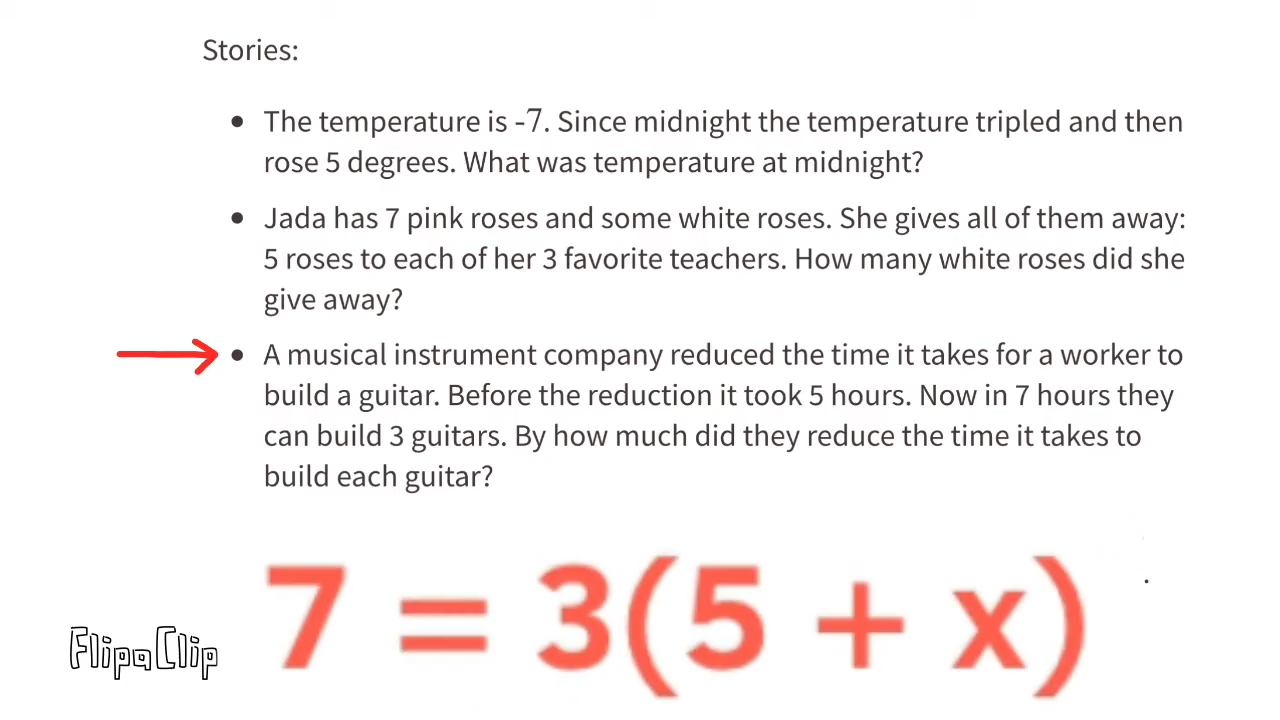 Stories:
• The temperature is -7. Since midnight the temperature tripled and then
rose 5 degrees. What was temperature at midnight?
• Jada has 7 pink roses and some white roses. She gives all of them away:
5 roses to each of her 3 favorite teachers. How many white roses did she
give away?
• A musical instrument company reduced the time it takes for a worker to
build a guitar. Before the reduction it took 5 hours. Now in 7 hours they
can build 3 guitars. By how much did they reduce the time it takes to
build each guitar?
7 = 3(5 + x)
FlipaClip